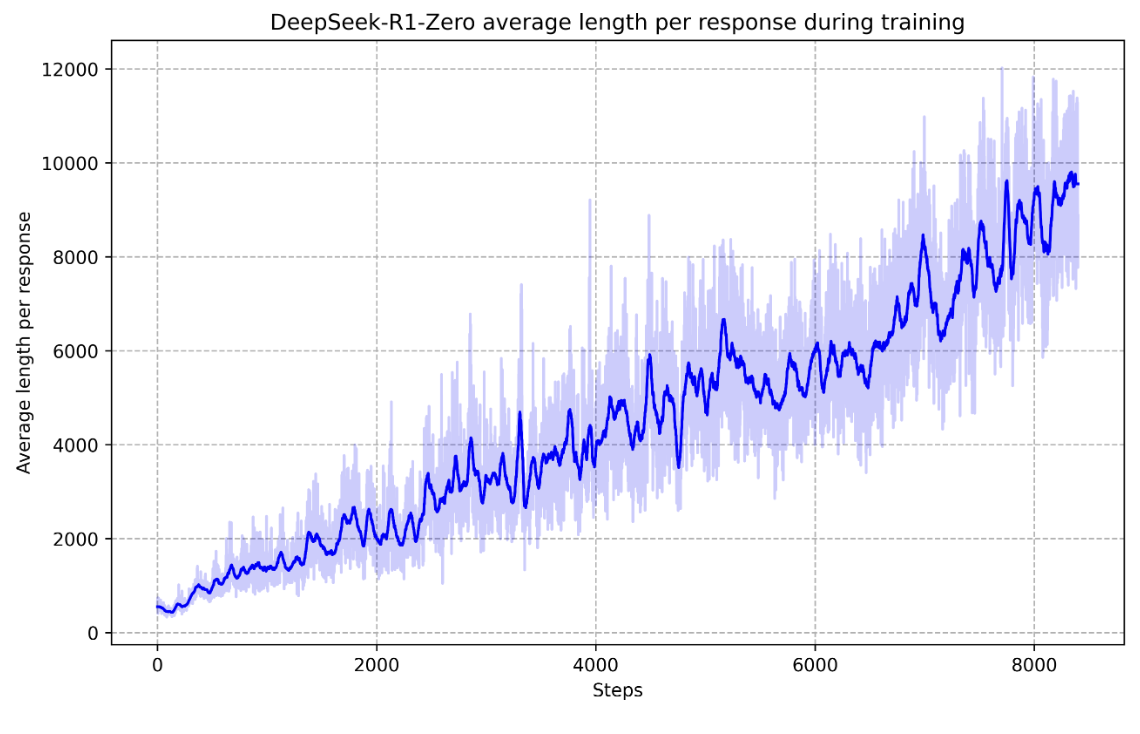 DeepSeek-R1-Zero average length per response during training
12000
10000
8000
6000
4000
2000
0
Average length per response
0 2000 4000 6000 8000
Steps